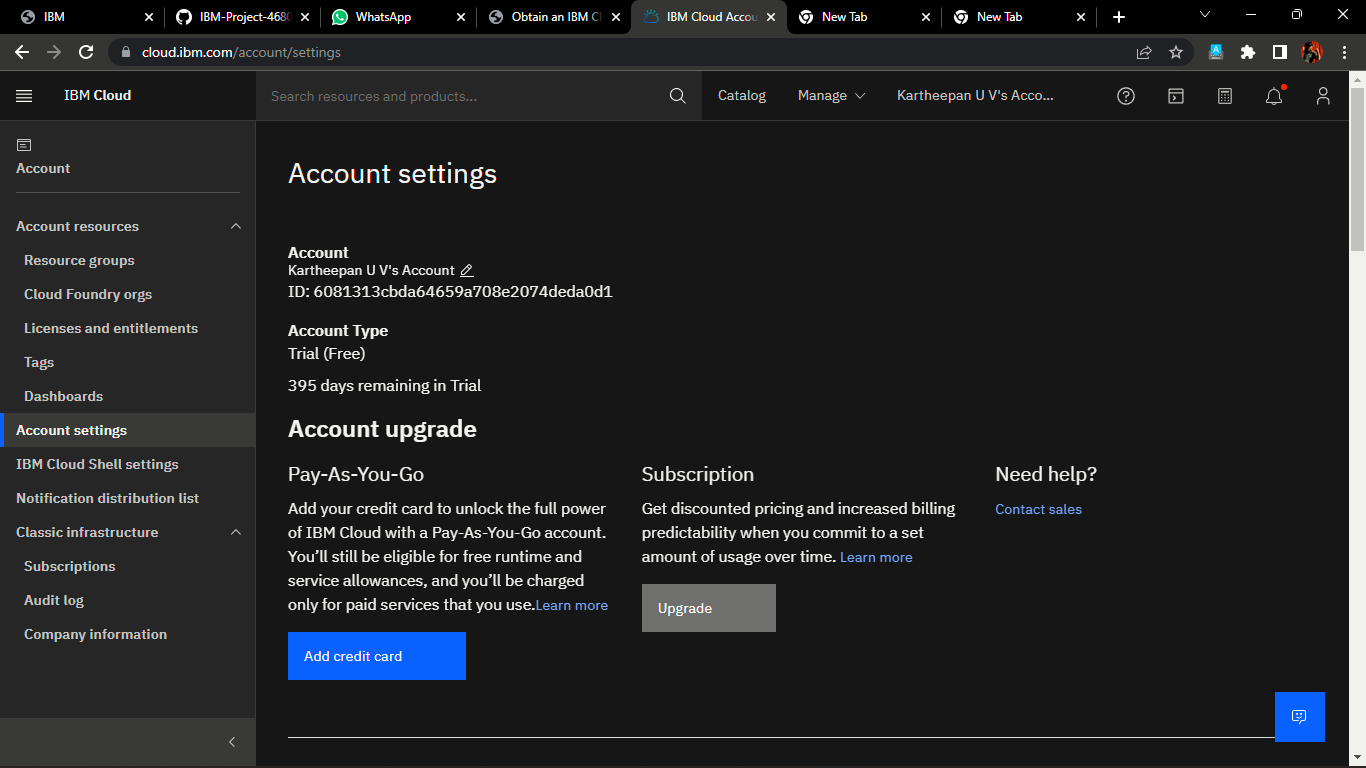 IBM
IBM-Project-4680
WhatsApp
Obtain an IBM Cl
IBM Cloud Accou
New Tab
New Tab
cloud.ibm.com/account/settings
IBM Cloud
Search resources and products...
Catalog
Manage
Kartheepan U V's Acco...
Account
Account resources
Resource groups
Cloud Foundry orgs
Licenses and entitlements
Tags
Dashboards
Account settings
IBM Cloud Shell settings
Notification distribution list
Classic infrastructure
Subscriptions
Audit log
Company information
Account settings
Account
Kartheepan U V's Account
ID: 6081313cbda64659a708e2074deda0d1
Account Type
Trial (Free)
395 days remaining in Trial
Account upgrade
Pay-As-You-Go
Add your credit card to unlock the full power
of IBM Cloud with a Pay-As-You-Go account.
You’ll still be eligible for free runtime and
service allowances, and you’ll be charged
only for paid services that you use.Learn more
Add credit card
Subscription
Get discounted pricing and increased billing
predictability when you commit to a set
amount of usage over time. Learn more
Upgrade
Need help?
Contact sales